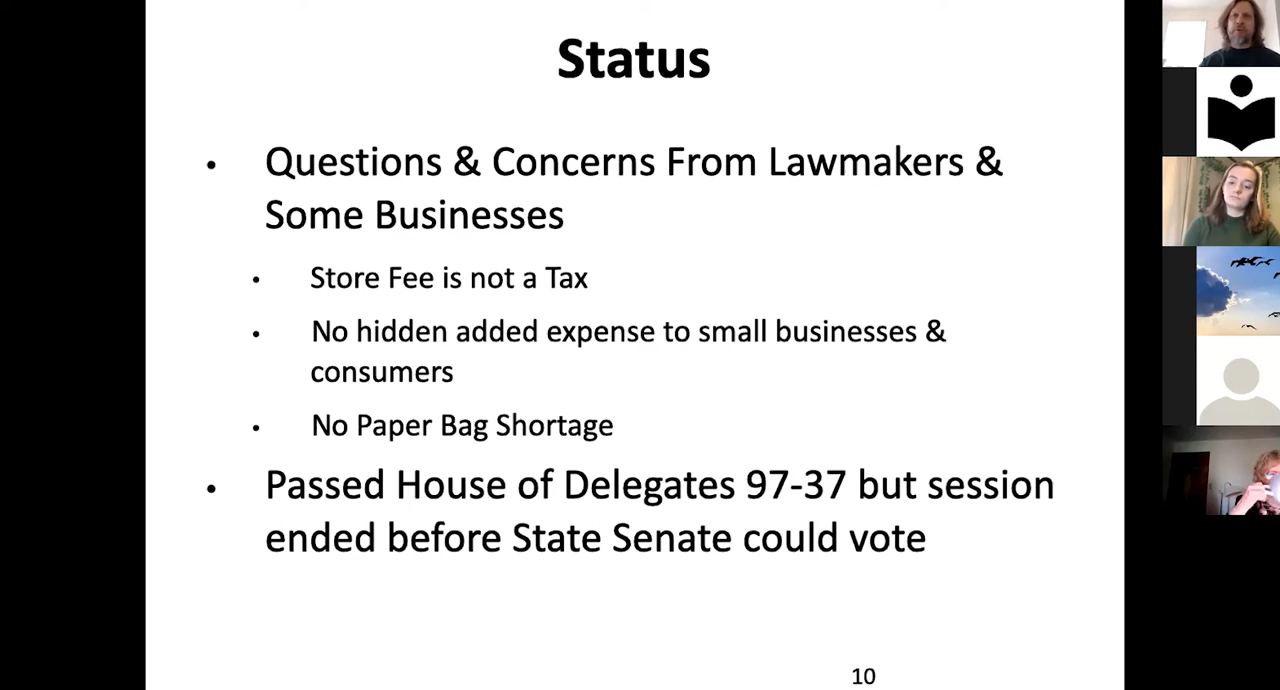 Status
• Questions & Concerns From Lawmakers &
Some Businesses
• Store Fee is not a Tax
• No hidden added expense to small businesses &
consumers
• No Paper Bag Shortage
• Passed House of Delegates 97-37 but session
ended before State Senate could vote
10